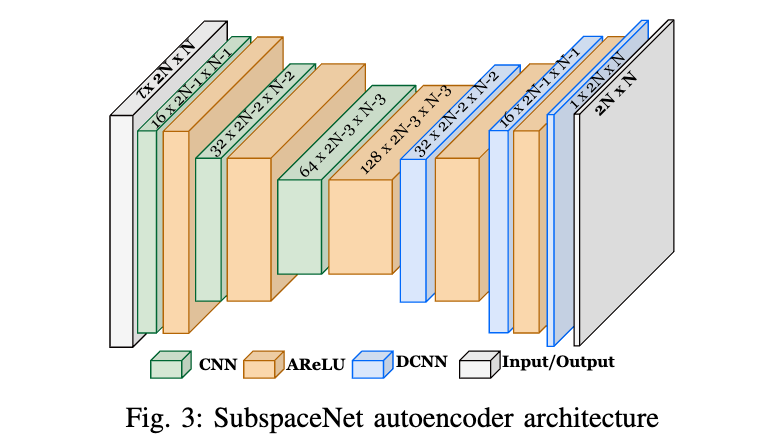 τ x 2N x N
16 x 2N-1 x N-1
32 x 2N-2 x N-2
64 x 2N-3 x N-3
128 x 2N-3 x N-3
32 x 2N-2 x N-2
16 x 2N-1 x N-1
1 x 2N x N
2N x N
CNN
AReLU
DCNN
Input/Output
Fig. 3: SubspaceNet autoencoder architecture